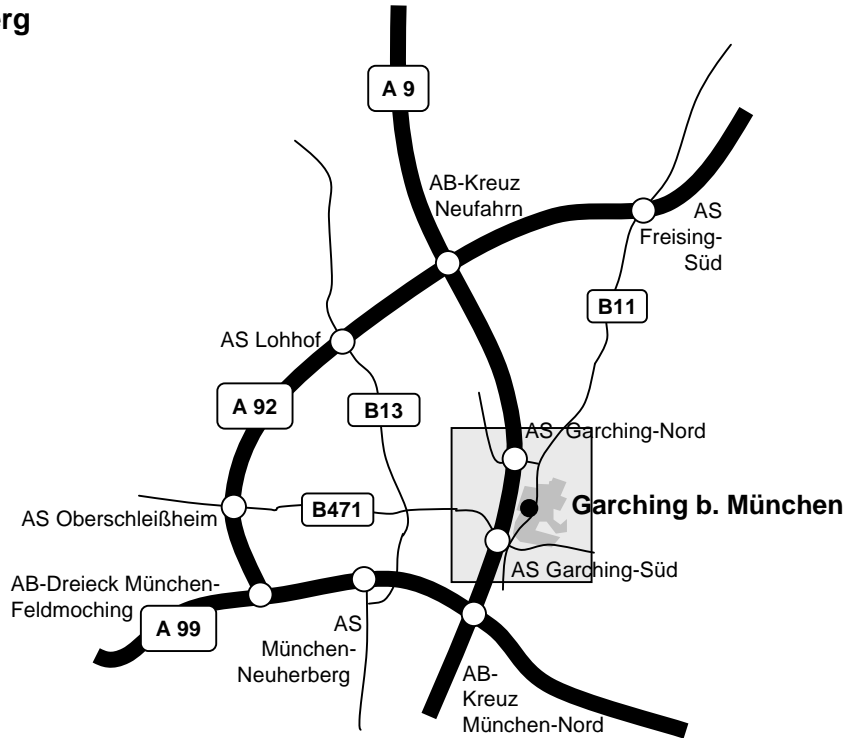 erg
A 9
AB-Kreuz
Neufahrn
AS
Freising-
Süd
B11
AS Lohhof
A 92
B13
AS Garching-Nord
B471
Garching b. München
AS Oberschleißheim
AS Garching-Süd
AB-Dreieck München-
Feldmoching
A 99
AS
München-
Neuherberg
AB-
Kreuz
München-Nord